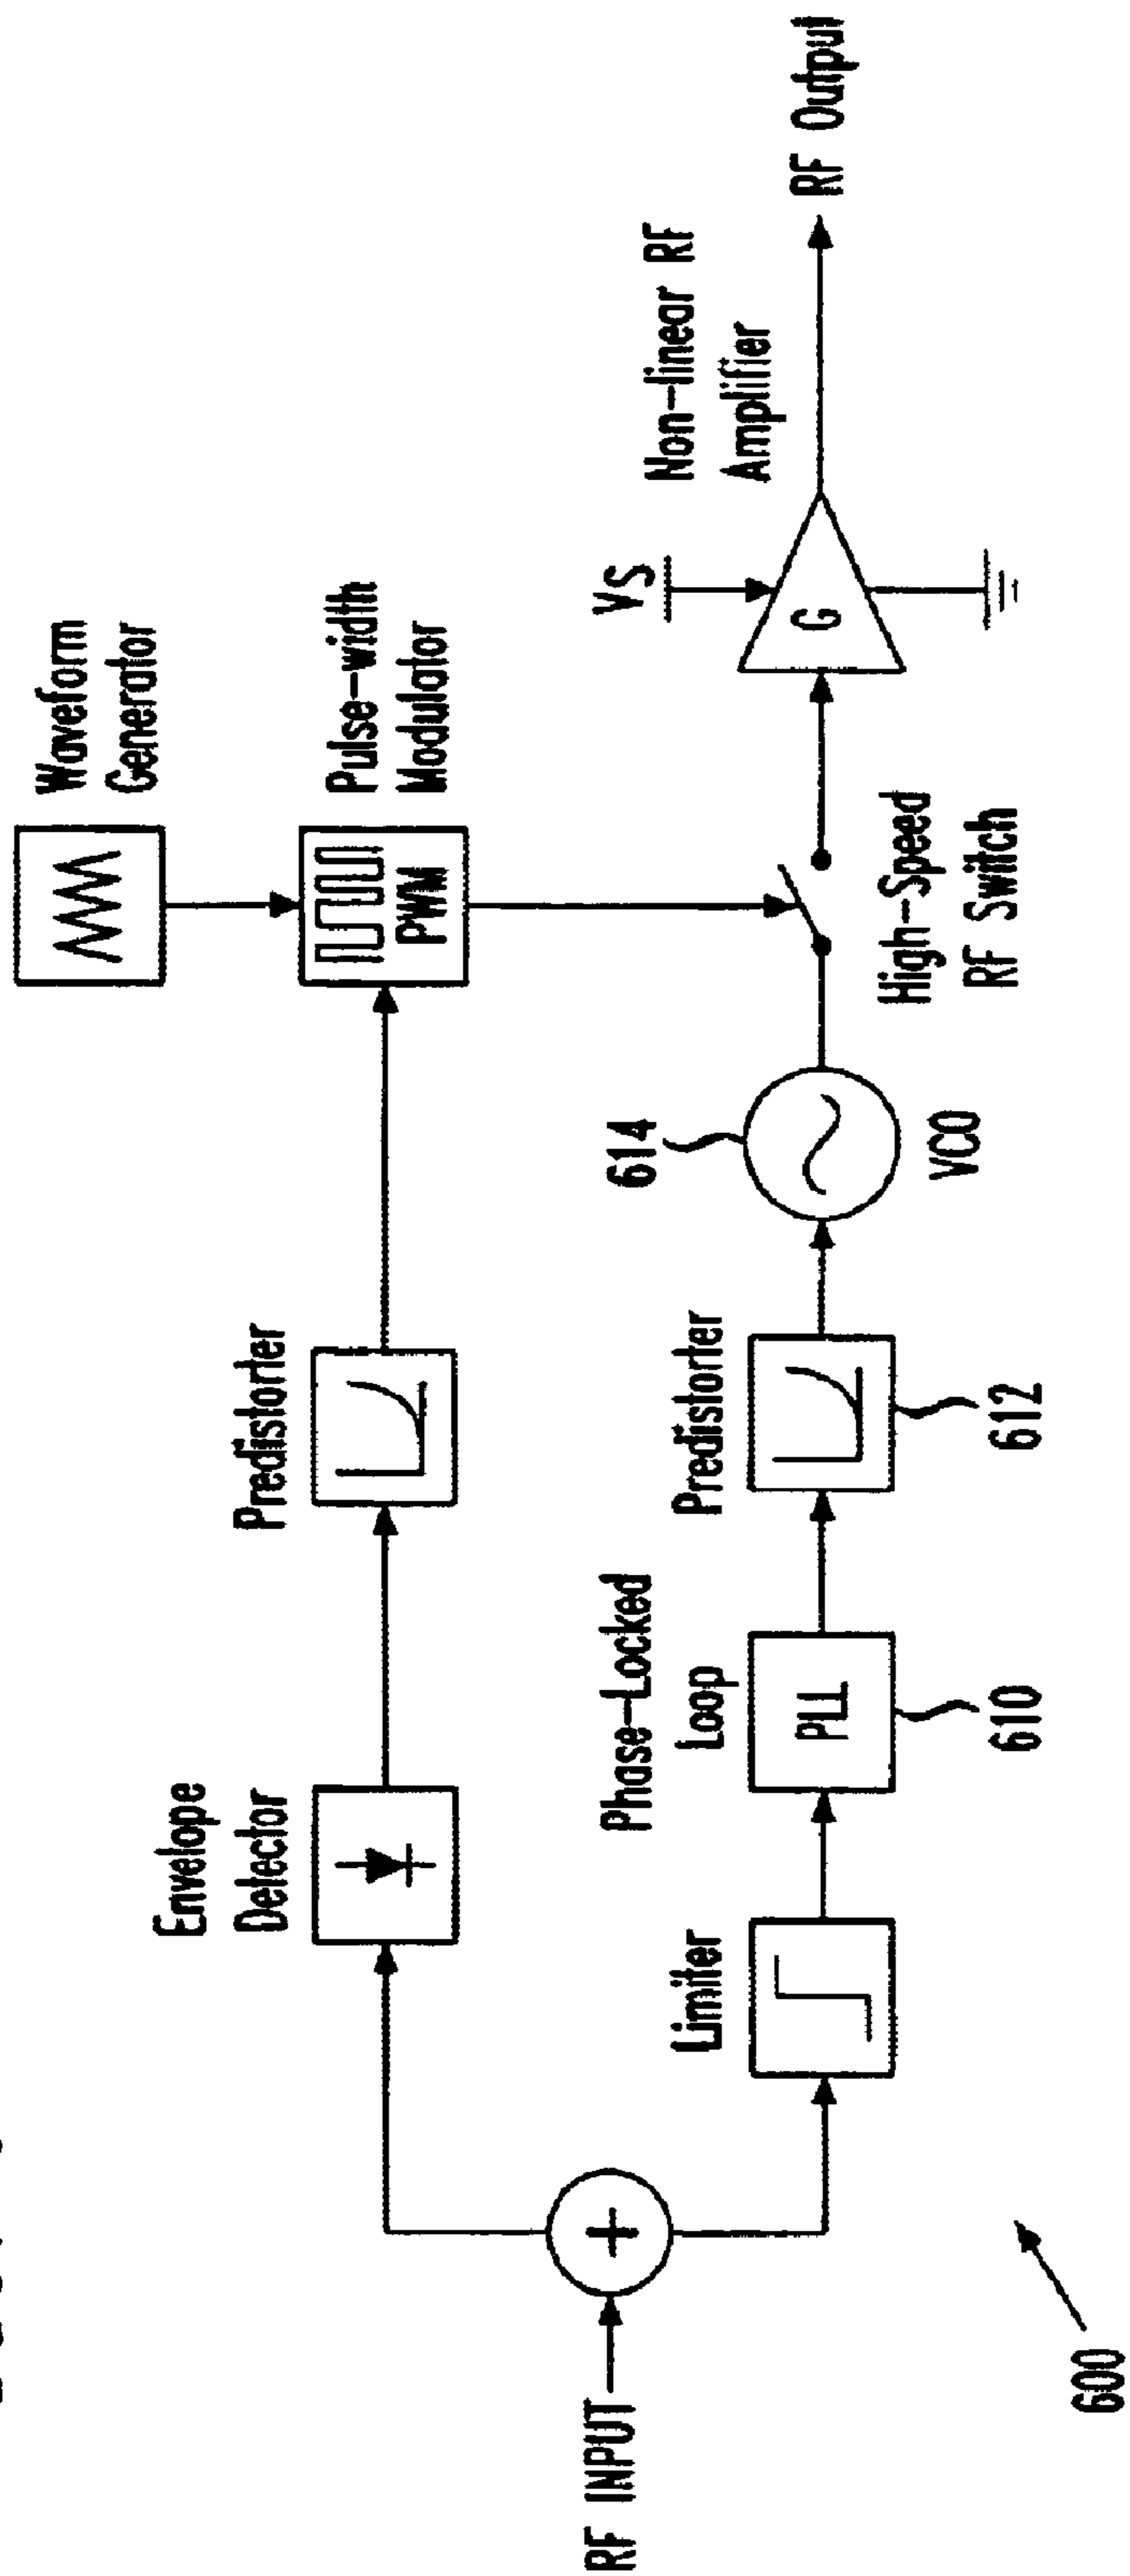 Waveform
Generator
Pulse-width
Modulator
PWM
Predistorter
Envelope
Detector
RF INPUT
+
Limiter
Phase-Locked
Loop
PLL
610
Predistorter
612
614
VCO
High-Speed
RF Switch
VS
G
Non-linear RF
Amplifier
RF Output
600